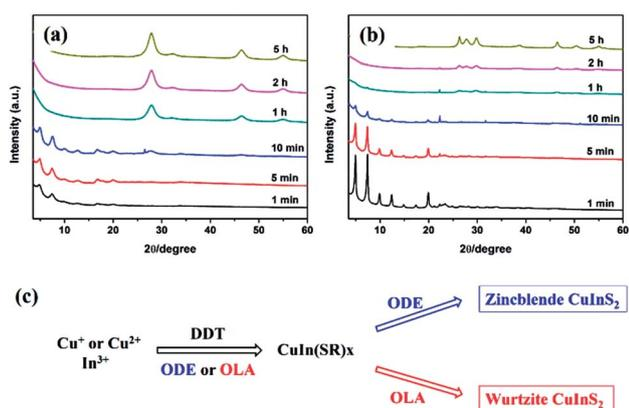 (a)
5 h
2 h
1 h
10 min
5 min
1 min
Intensity (a.u.)
10 20 30 40 50 60
2θ/degree
(b)
5 h
2 h
1 h
10 min
5 min
1 min
Intensity (a.u.)
10 20 30 40 50 60
2θ/degree
(c)
Cu⁺ or Cu²⁺
In³⁺
DDT
ODE or OLA
CuIn(SR)x
ODE
Zincblende CuInS₂
OLA
Wurtzite CuInS₂